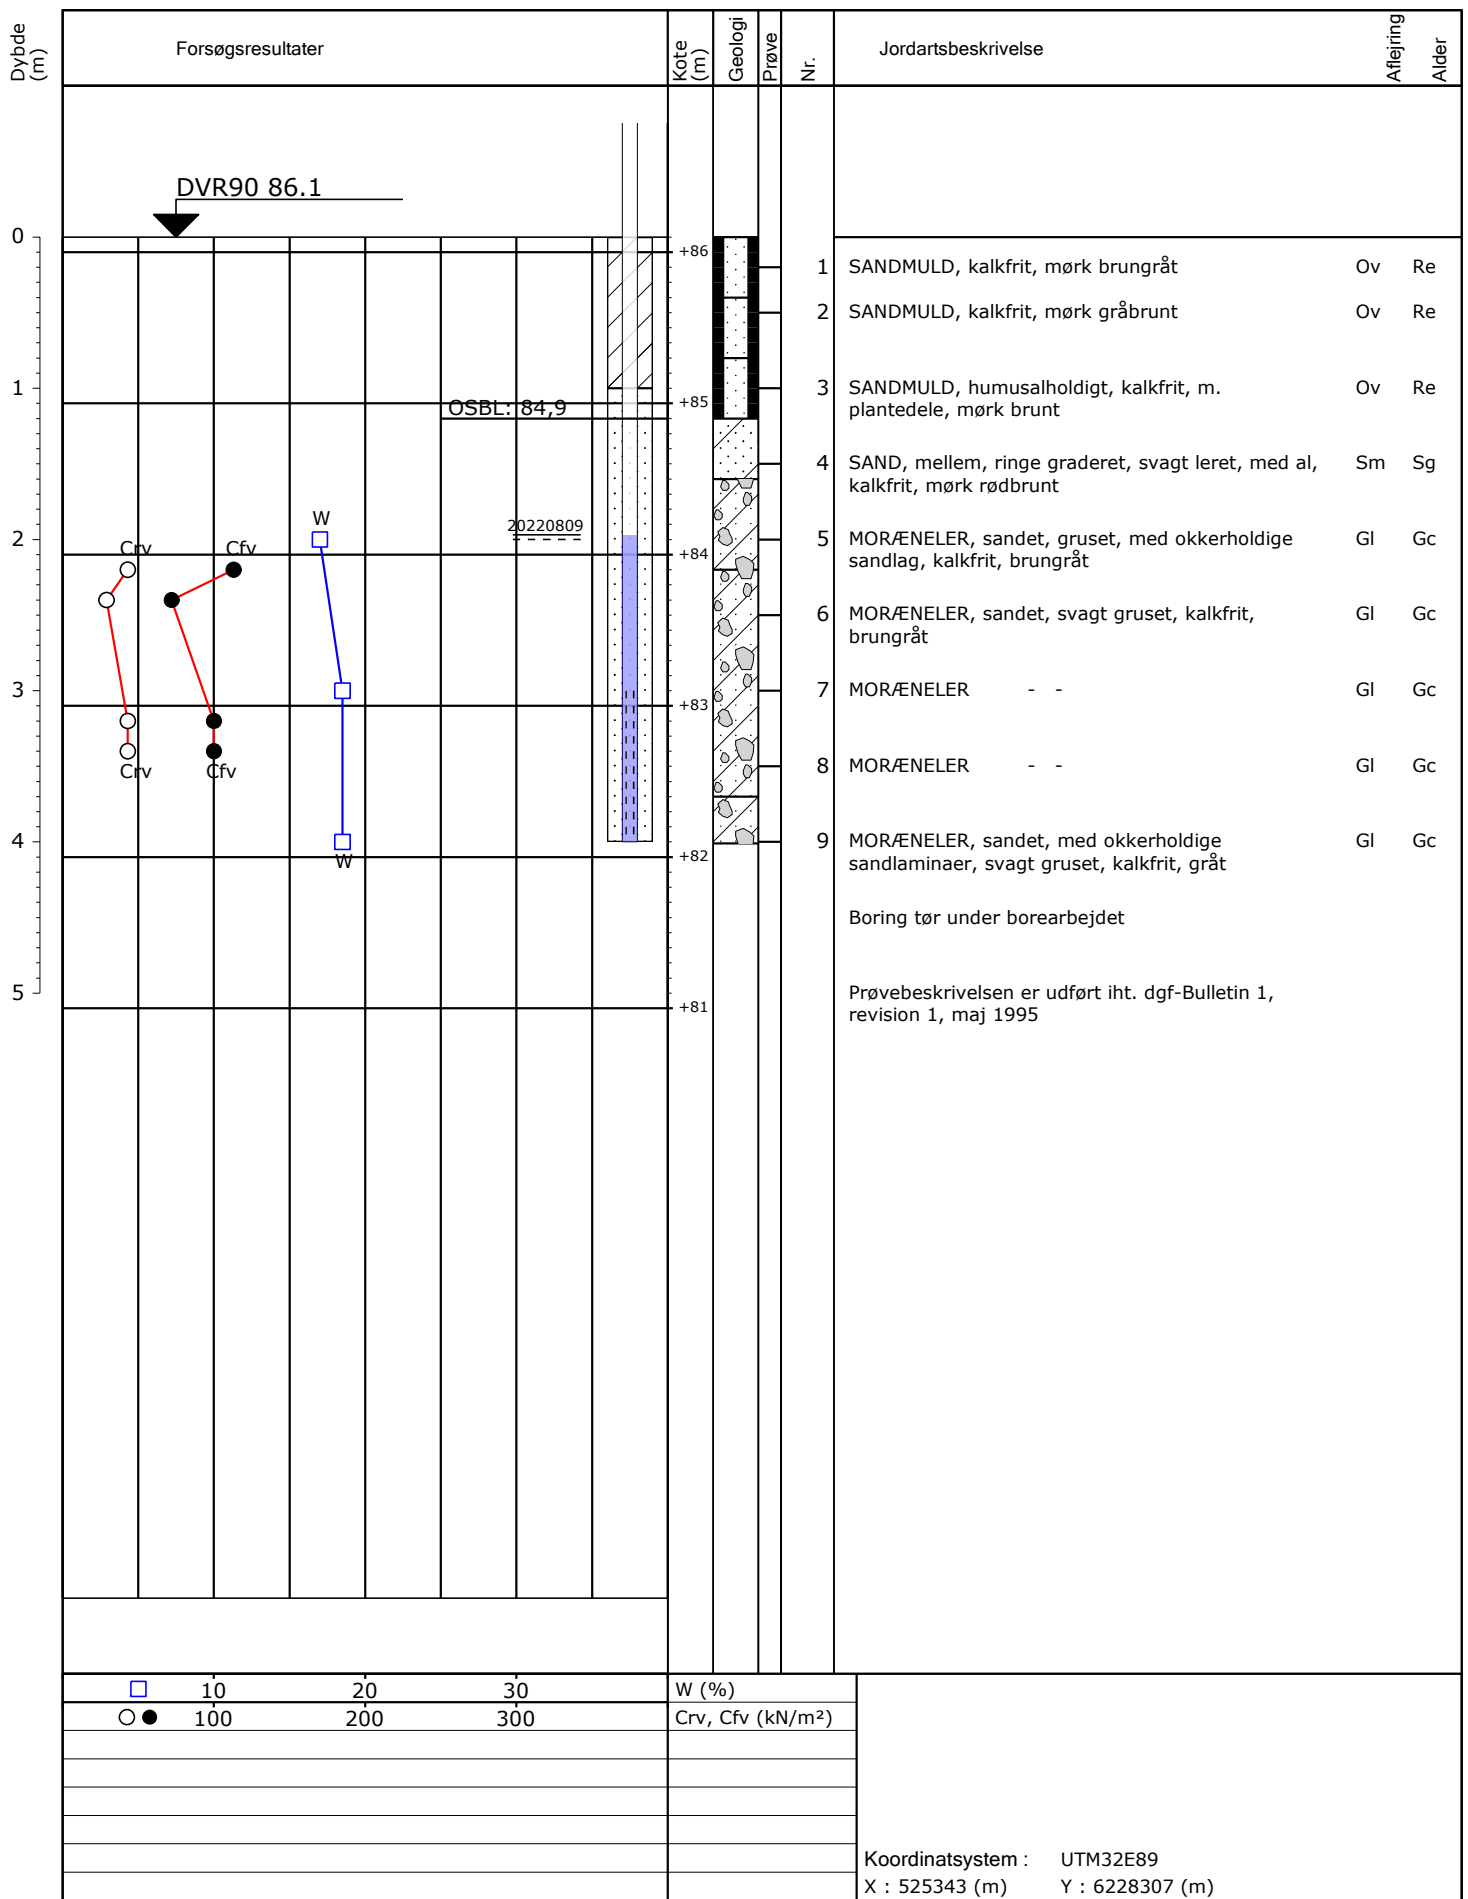 Dybde (m)
Forsøgsresultater
Kote (m)
Geologi
Prøve
Nr.
Jordartsbeskrivelse
Aflejring
Alder
DVR90 86.1
0
+86
1 SANDMULD, kalkfrit, mørk brungråt Ov Re
2 SANDMULD, kalkfrit, mørk gråbrunt Ov Re
1
+85
OSBL: 84,9
3 SANDMULD, humusalholdigt, kalkfrit, m. Ov Re
plantedele, mørk brunt
4 SAND, mellem, ringe graderet, svagt leret, med al, Sm Sg
kalkfrit, mørk rødbrunt
W
20220809
2
Crv
Cfv
+84
5 MORÆNELER, sandet, gruset, med okkerholdige Gl Gc
sandlag, kalkfrit, brungråt
6 MORÆNELER, sandet, svagt gruset, kalkfrit, Gl Gc
brungråt
3
+83
7 MORÆNELER - - Gl Gc
Crv
Cfv
8 MORÆNELER - - Gl Gc
4
W
+82
9 MORÆNELER, sandet, med okkerholdige Gl Gc
sandlaminaer, svagt gruset, kalkfrit, gråt
Boring tør under borearbejdet
5
+81
Prøvebeskrivelsen er udført iht. dgf-Bulletin 1,
revision 1, maj 1995
10 20 30 W (%)
100 200 300 Crv, Cfv (kN/m²)
Koordinatsystem : UTM32E89
X : 525343 (m) Y : 6228307 (m)